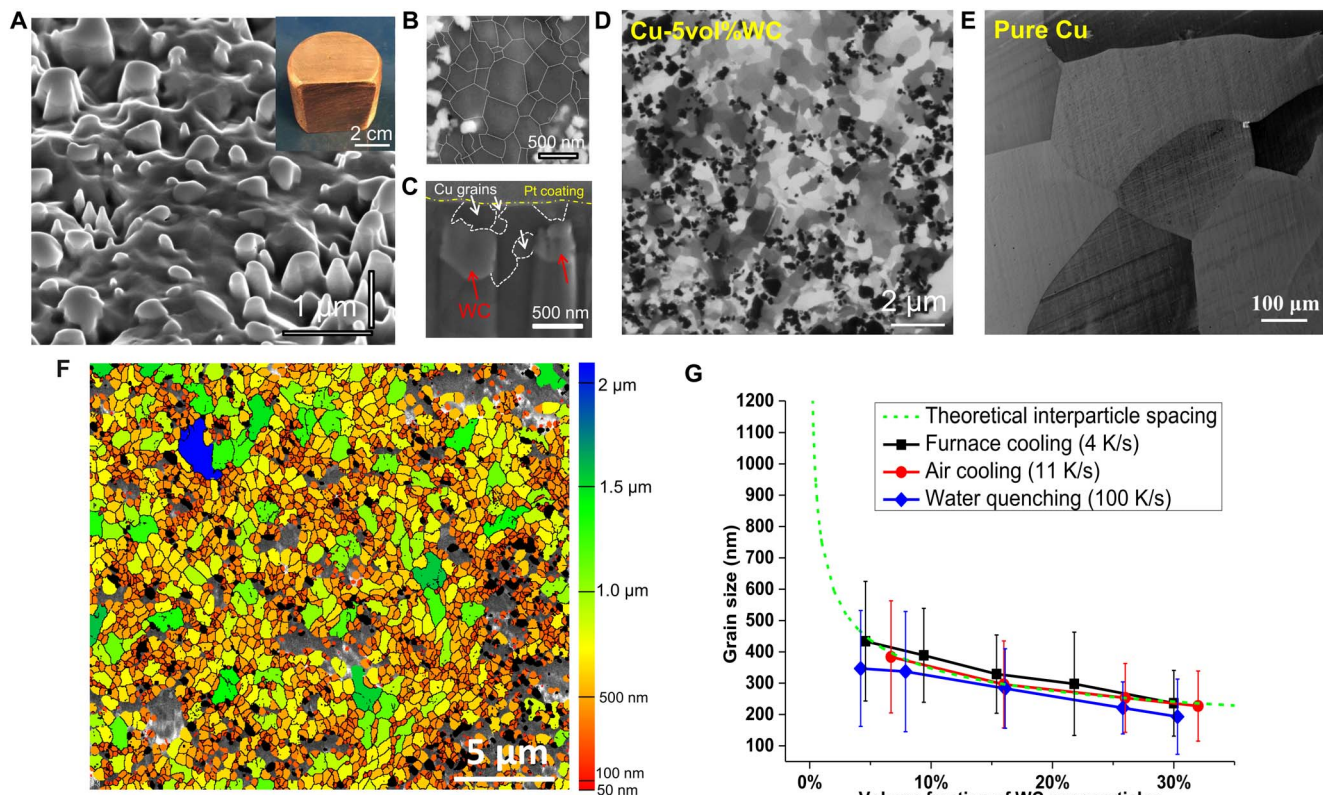 A
2 cm
1 µm
B
500 nm
C
Cu grains
Pt coating
WC
500 nm
D
Cu-5vol%WC
2 µm
E
Pure Cu
100 µm
F
2 µm
1.5 µm
1.0 µm
500 nm
100 nm
50 nm
5 µm
G
Theoretical interparticle spacing
Furnace cooling (4 K/s)
Air cooling (11 K/s)
Water quenching (100 K/s)
Grain size (nm)
1200
1100
1000
900
800
700
600
500
400
300
200
100
0%
10%
20%
30%